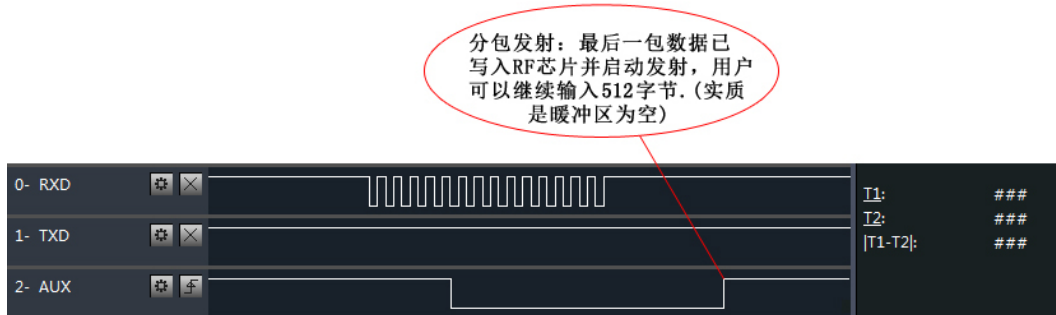 分包发射：最后一包数据已
写入RF芯片并启动发射，用户
可以继续输入512字节.(实质
是暖冲区为空)
0- RXD
1- TXD
2- AUX
T1: ###
T2: ###
|T1-T2|: ###